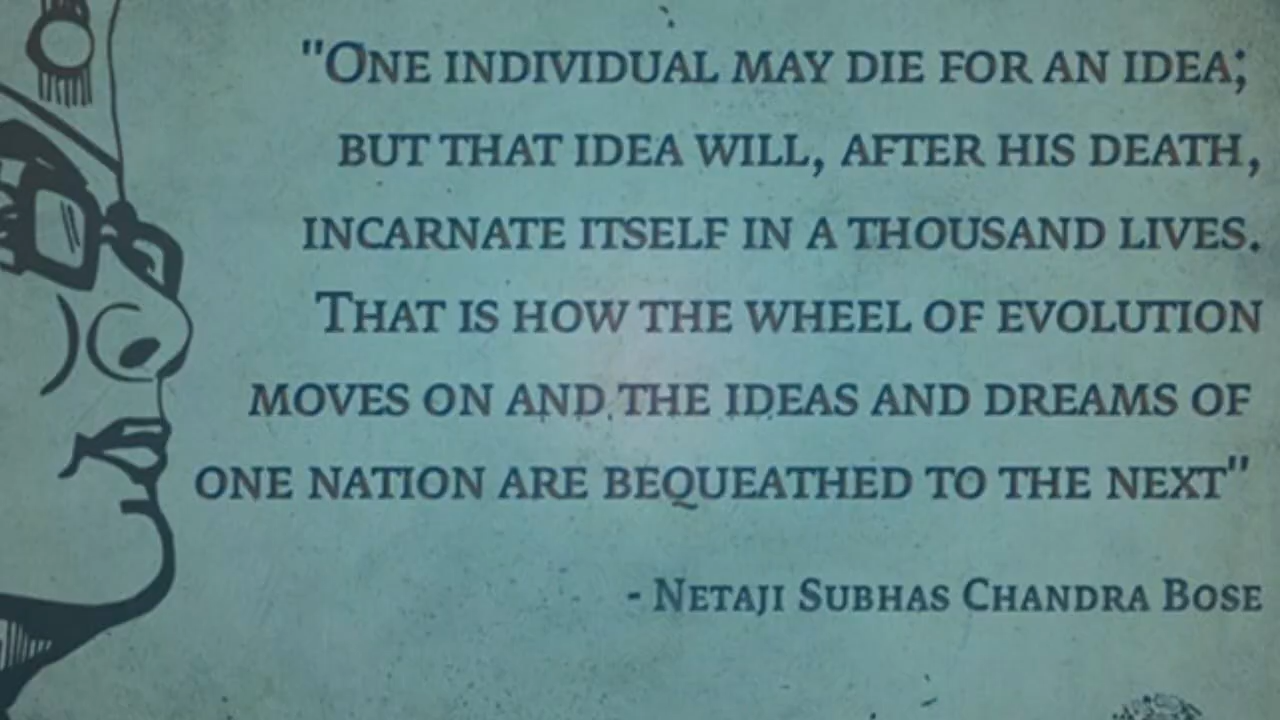 "ONE INDIVIDUAL MAY DIE FOR AN IDEA;
BUT THAT IDEA WILL, AFTER HIS DEATH,
INCARNATE ITSELF IN A THOUSAND LIVES.
THAT IS HOW THE WHEEL OF EVOLUTION
MOVES ON AND THE IDEAS AND DREAMS OF
ONE NATION ARE BEQUEATHED TO THE NEXT"
- NETAJI SUBHAS CHANDRA BOSE